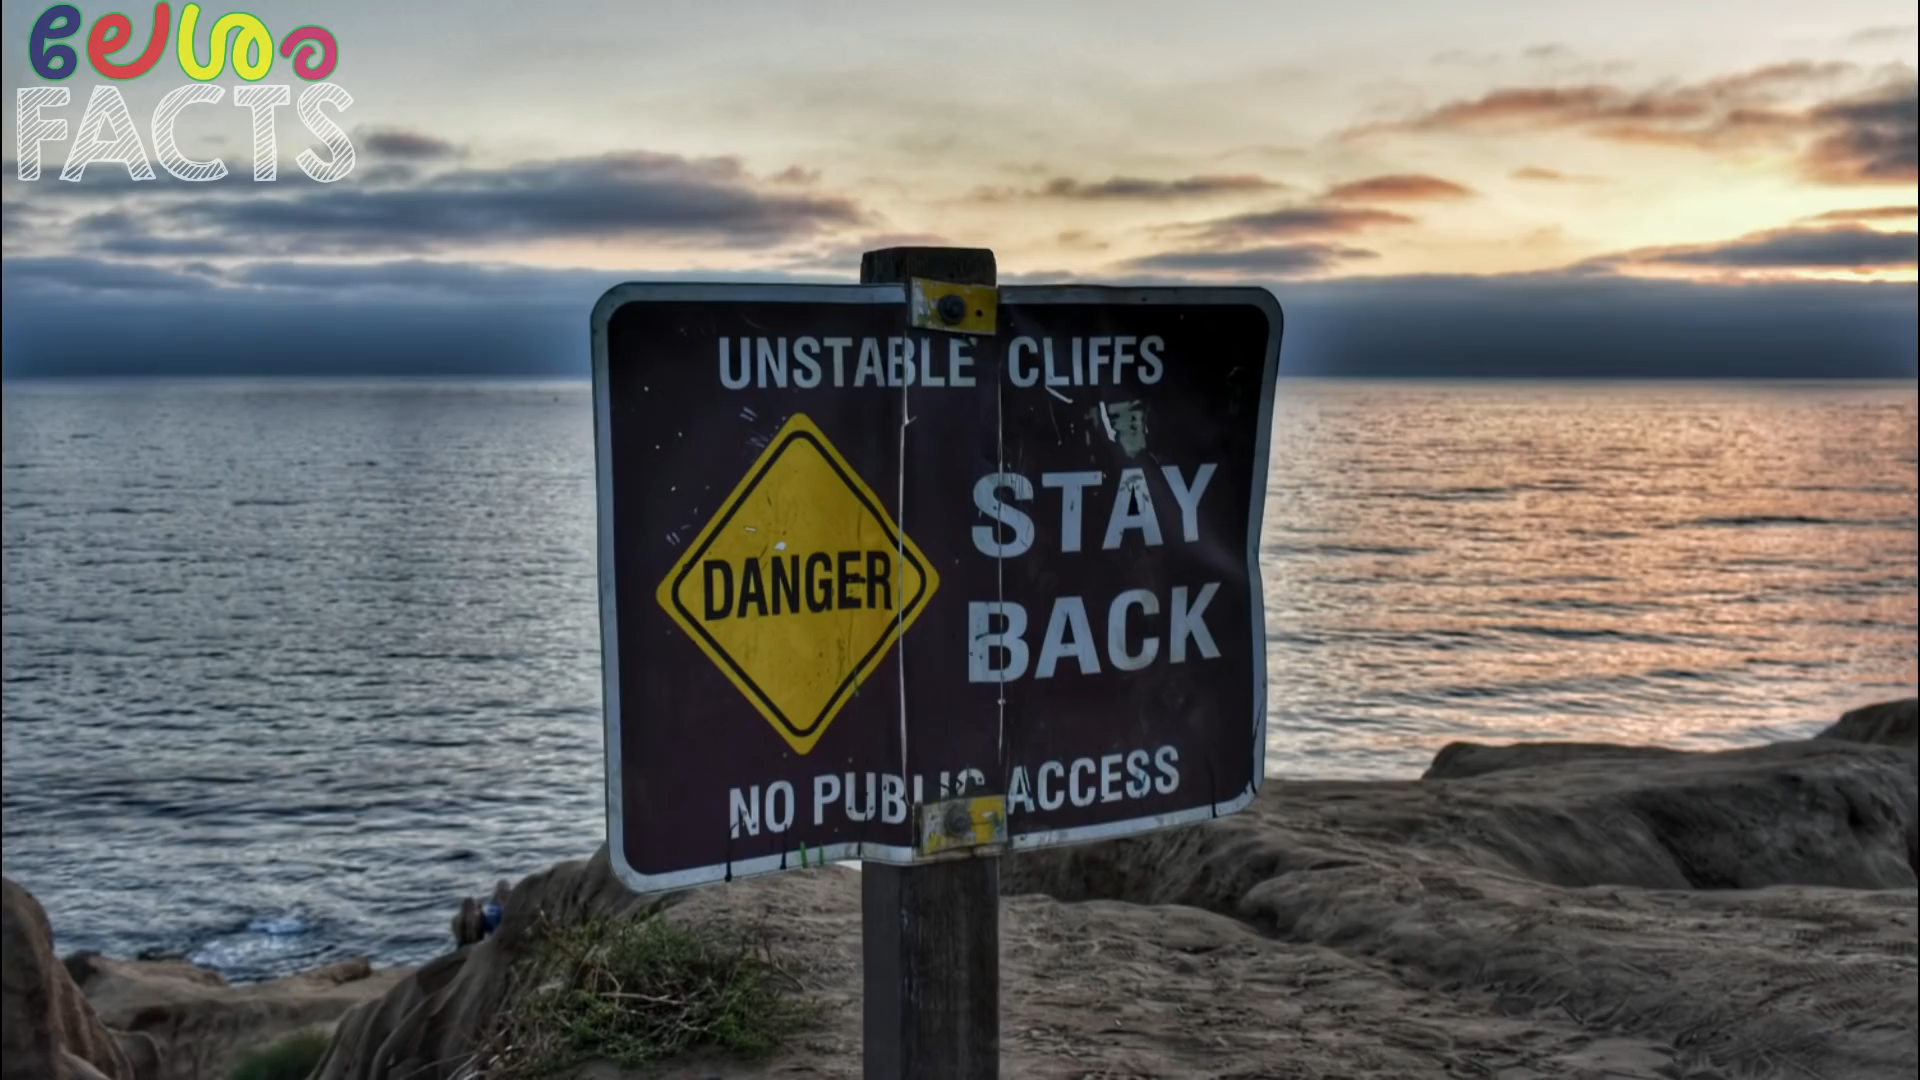 FACTS
UNSTABLE CLIFFS
DANGER
STAY
BACK
NO PUBLIC ACCESS